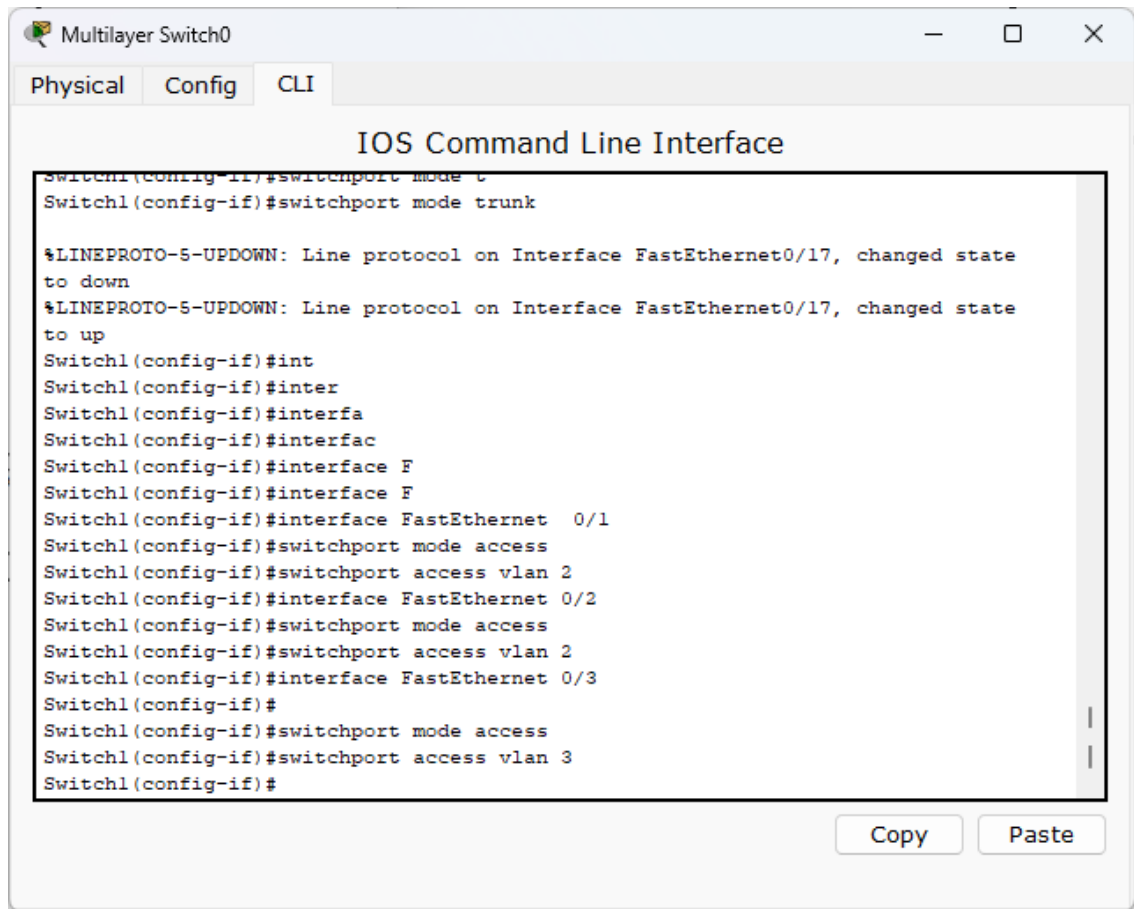 Multilayer Switch0
Physical Config CLI
IOS Command Line Interface
Switch1(config-if)#switchport mode t
Switch1(config-if)#switchport mode trunk
%LINEPROTO-5-UPDOWN: Line protocol on Interface FastEthernet0/17, changed state
to down
%LINEPROTO-5-UPDOWN: Line protocol on Interface FastEthernet0/17, changed state
to up
Switch1(config-if)#int
Switch1(config-if)#inter
Switch1(config-if)#interfa
Switch1(config-if)#interfac
Switch1(config-if)#interface F
Switch1(config-if)#interface F
Switch1(config-if)#interface FastEthernet  0/1
Switch1(config-if)#switchport mode access
Switch1(config-if)#switchport access vlan 2
Switch1(config-if)#interface FastEthernet 0/2
Switch1(config-if)#switchport mode access
Switch1(config-if)#switchport access vlan 2
Switch1(config-if)#interface FastEthernet 0/3
Switch1(config-if)#
Switch1(config-if)#switchport mode access
Switch1(config-if)#switchport access vlan 3
Switch1(config-if)#
Copy Paste